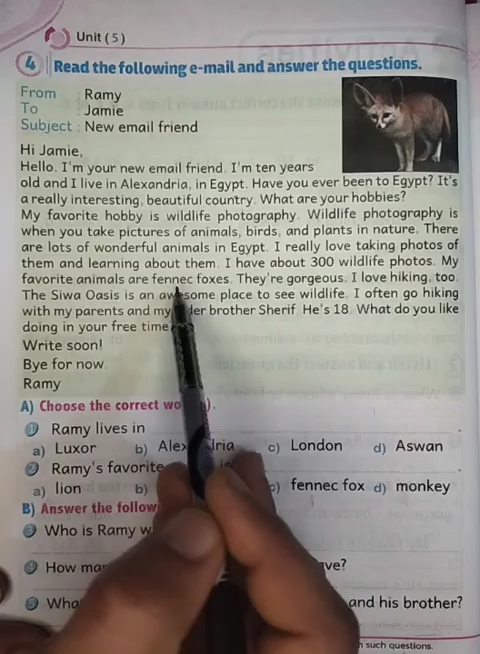 Unit (5)
4 Read the following e-mail and answer the questions.
From : Ramy
To : Jamie
Subject : New email friend
Hi Jamie,
Hello. I'm your new email friend. I'm ten years
old and I live in Alexandria, in Egypt. Have you ever been to Egypt? It's
a really interesting, beautiful country. What are your hobbies?
My favorite hobby is wildlife photography. Wildlife photography is
when you take pictures of animals, birds, and plants in nature. There
are lots of wonderful animals in Egypt. I really love taking photos of
them and learning about them. I have about 300 wildlife photos. My
favorite animals are fennec foxes. They're gorgeous. I love hiking, too.
The Siwa Oasis is an awesome place to see wildlife. I often go hiking
with my parents and my der brother Sherif. He's 18. What do you like
doing in your free time
Write soon!
Bye for now.
Ramy
A) Choose the correct wo ).
1 Ramy lives in
a) Luxor b) Alex dria c) London d) Aswan
2 Ramy's favorite is
a) lion b) c) fennec fox d) monkey
B) Answer the follow
3 Who is Ramy w
4 How ma ve?
5 Wha and his brother?
such questions.